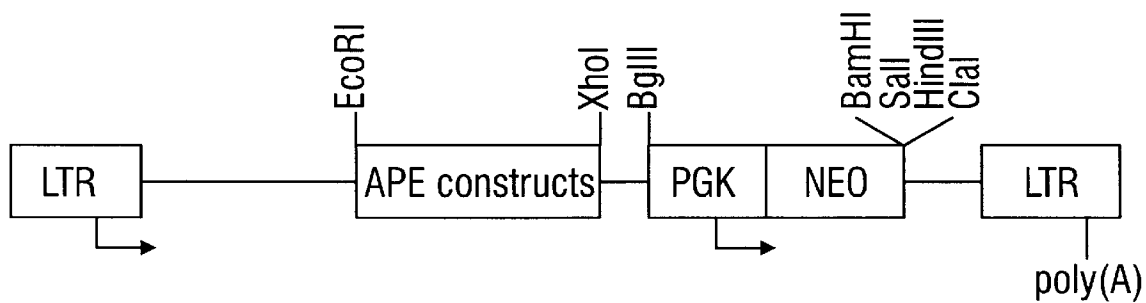 EcoRI
XhoI
BglII
BamHI
SalI
HindIII
ClaI
LTR
APE constructs
PGK
NEO
LTR
poly(A)